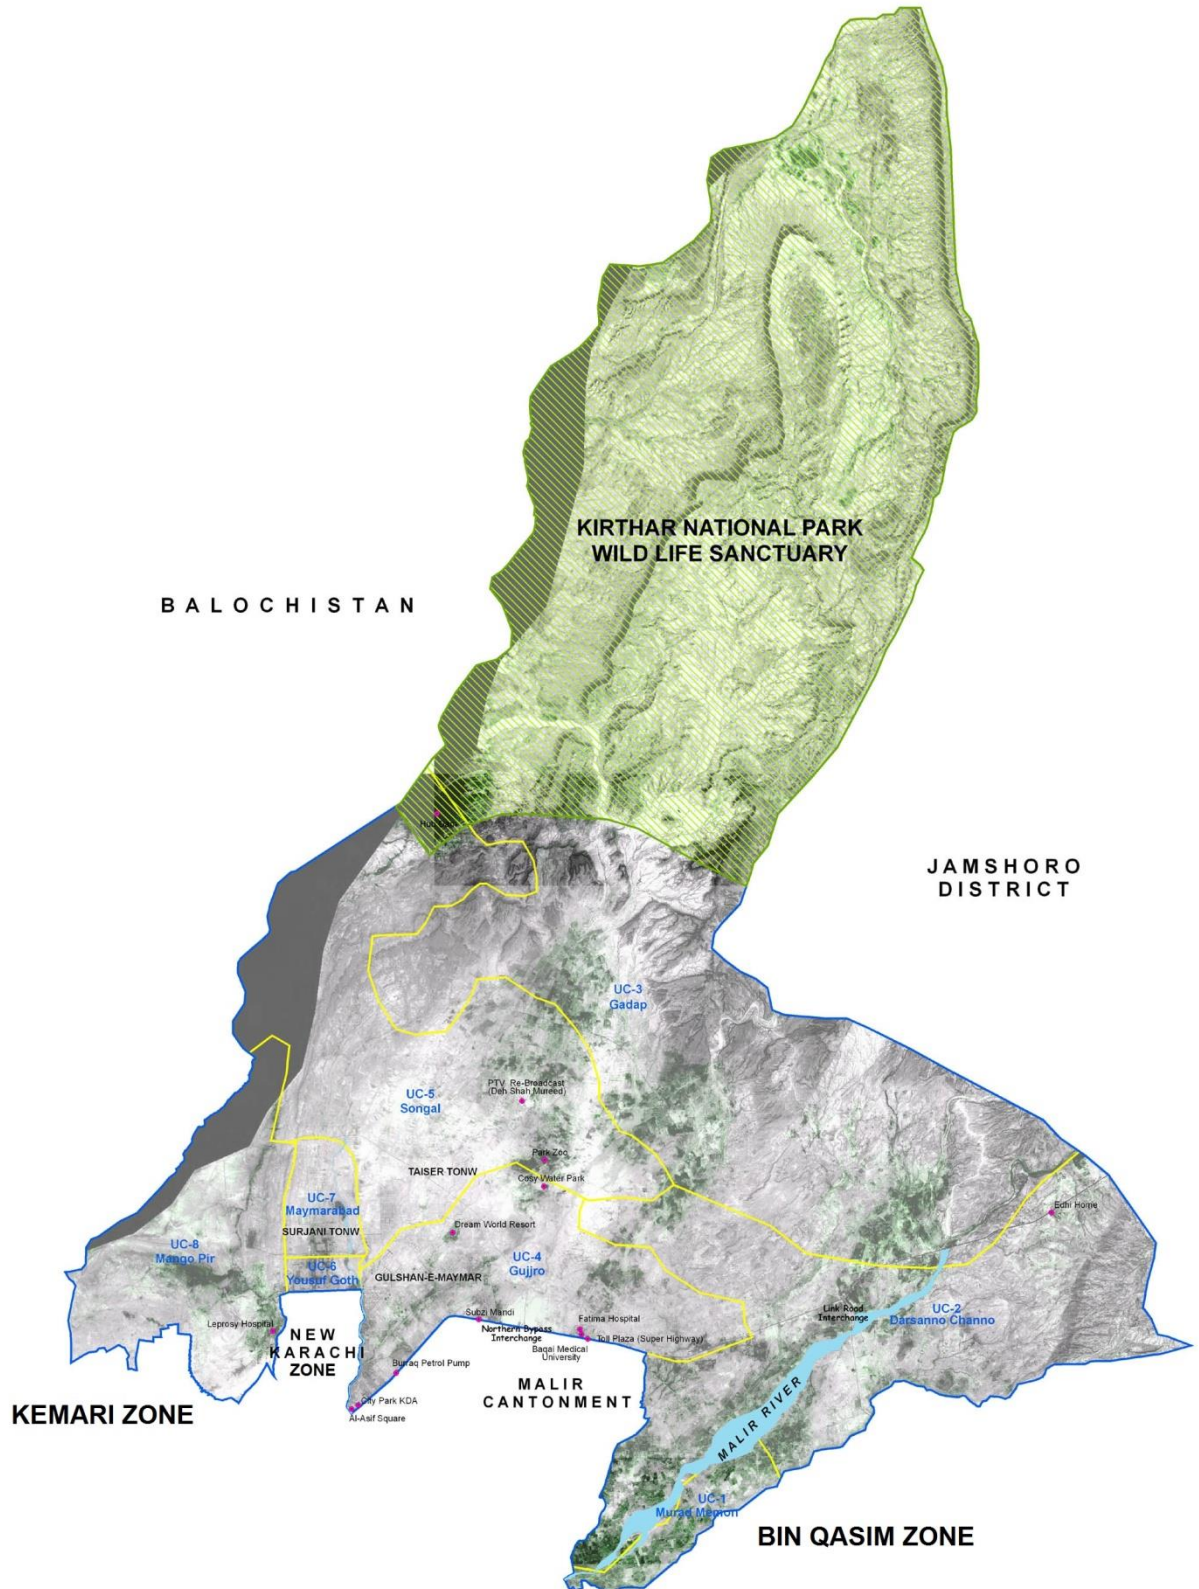 KIRTHAR NATIONAL PARK
WILD LIFE SANCTUARY
BALOCHISTAN
JAMSHORO
DISTRICT
UC-3
Gadap
PTV Re-Broadcast
(Deh Shah Mureed)
UC-5
Songal
Park Zoo
TAISER TONW
Cosy Water Park
UC-7
Maymarabad
SURJANI TONW
Dream World Resort
Edhi Home
UC-8
Mango Pir
UC-4
Gujjro
UC-6
Yousuf Goth
GULSHAN-E-MAYMAR
Link Road
Interchange
UC-2
Darsanno Channo
Leprosy Hospital
Subzi Mandi
Northern Bypass
Interchange
Fatima Hospital
Toll Plaza (Super Highway)
Baqai Medical
University
NEW
KARACHI
ZONE
Burraq Petrol Pump
MALIR
CANTONMENT
City Park KDA
Al-Asif Square
KEMARI ZONE
MALIR RIVER
UC-1
Murad Memon
BIN QASIM ZONE